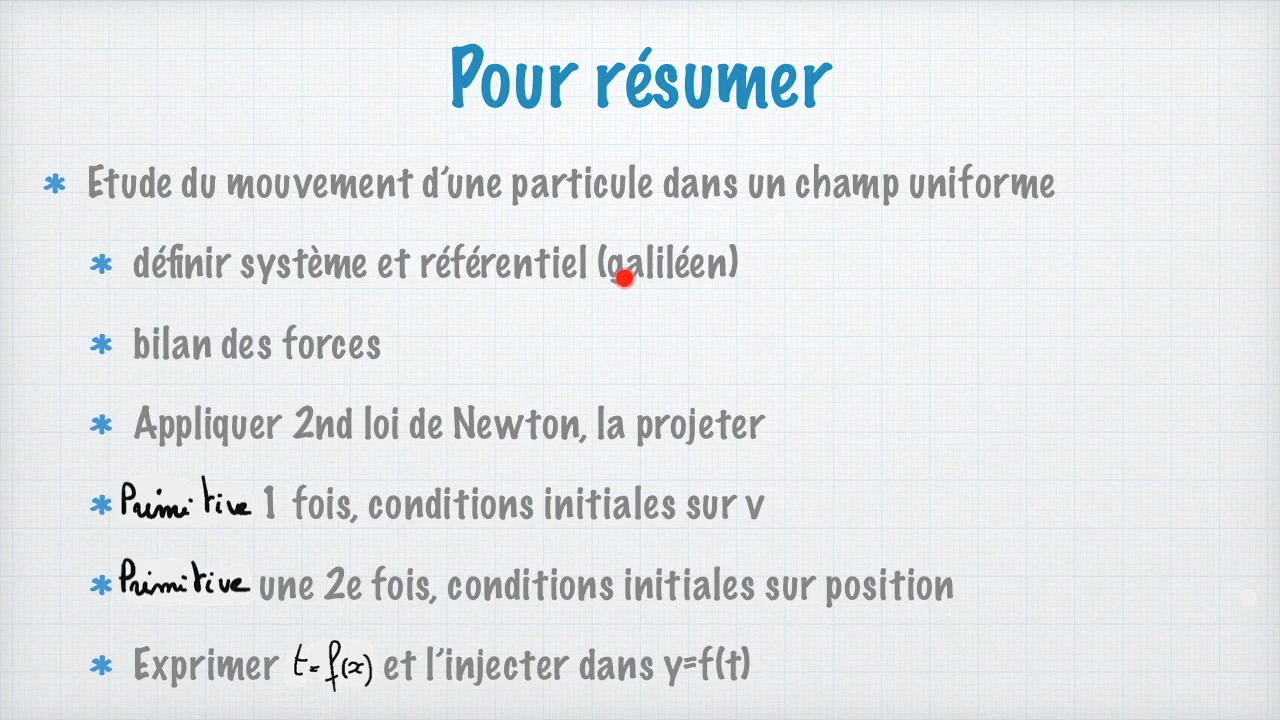 Pour résumer
* Etude du mouvement d'une particule dans un champ uniforme
* définir système et référentiel (galiléen)
* bilan des forces
* Appliquer 2nd loi de Newton, la projeter
* Primitive 1 fois, conditions initiales sur v
* Primitive une 2e fois, conditions initiales sur position
* Exprimer t=f(x) et l'injecter dans y=f(t)